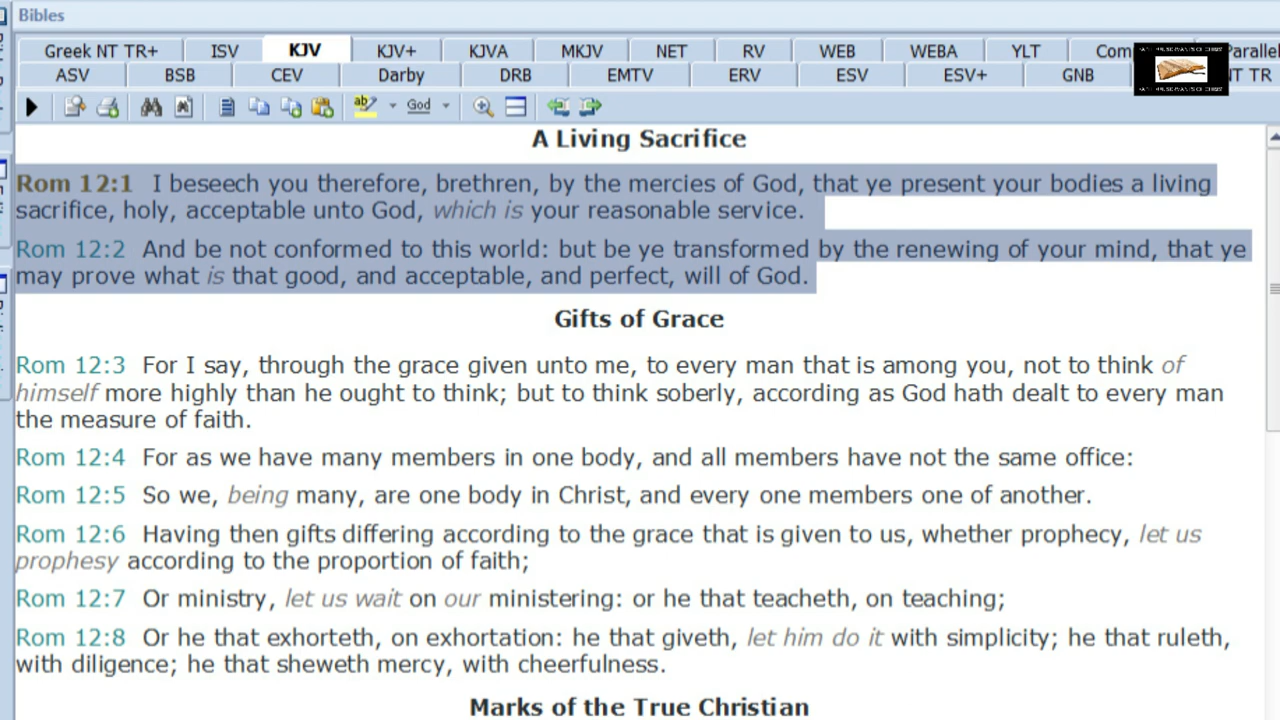 Bibles
Greek NT TR+ ISV KJV KJV+ KJVA MKJV NET RV WEB WEBA YLT Com Parallel
ASV BSB CEV Darby DRB EMTV ERV ESV ESV+ GNB NT TR
God
A Living Sacrifice
Rom 12:1 I beseech you therefore, brethren, by the mercies of God, that ye present your bodies a living
sacrifice, holy, acceptable unto God, which is your reasonable service.
Rom 12:2 And be not conformed to this world: but be ye transformed by the renewing of your mind, that ye
may prove what is that good, and acceptable, and perfect, will of God.
Gifts of Grace
Rom 12:3 For I say, through the grace given unto me, to every man that is among you, not to think of
himself more highly than he ought to think; but to think soberly, according as God hath dealt to every man
the measure of faith.
Rom 12:4 For as we have many members in one body, and all members have not the same office:
Rom 12:5 So we, being many, are one body in Christ, and every one members one of another.
Rom 12:6 Having then gifts differing according to the grace that is given to us, whether prophecy, let us
prophesy according to the proportion of faith;
Rom 12:7 Or ministry, let us wait on our ministering: or he that teacheth, on teaching;
Rom 12:8 Or he that exhorteth, on exhortation: he that giveth, let him do it with simplicity; he that ruleth,
with diligence; he that sheweth mercy, with cheerfulness.
Marks of the True Christian